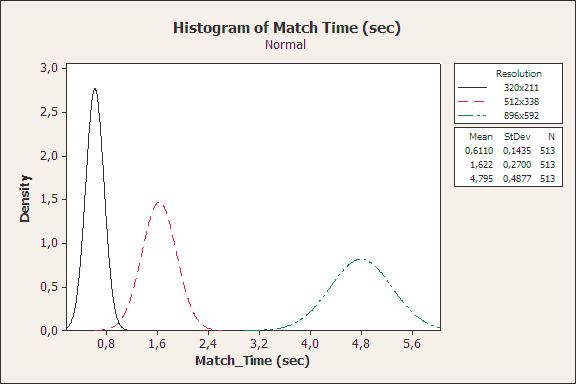 Histogram of Match Time (sec)
Normal
3,0
2,5
2,0
1,5
1,0
0,5
0,0
Density
0,8 1,6 2,4 3,2 4,0 4,8 5,6
Match_Time (sec)
Resolution
320x211
512x338
896x592
Mean StDev N
0,6110 0,1435 513
1,622 0,2700 513
4,795 0,4877 513